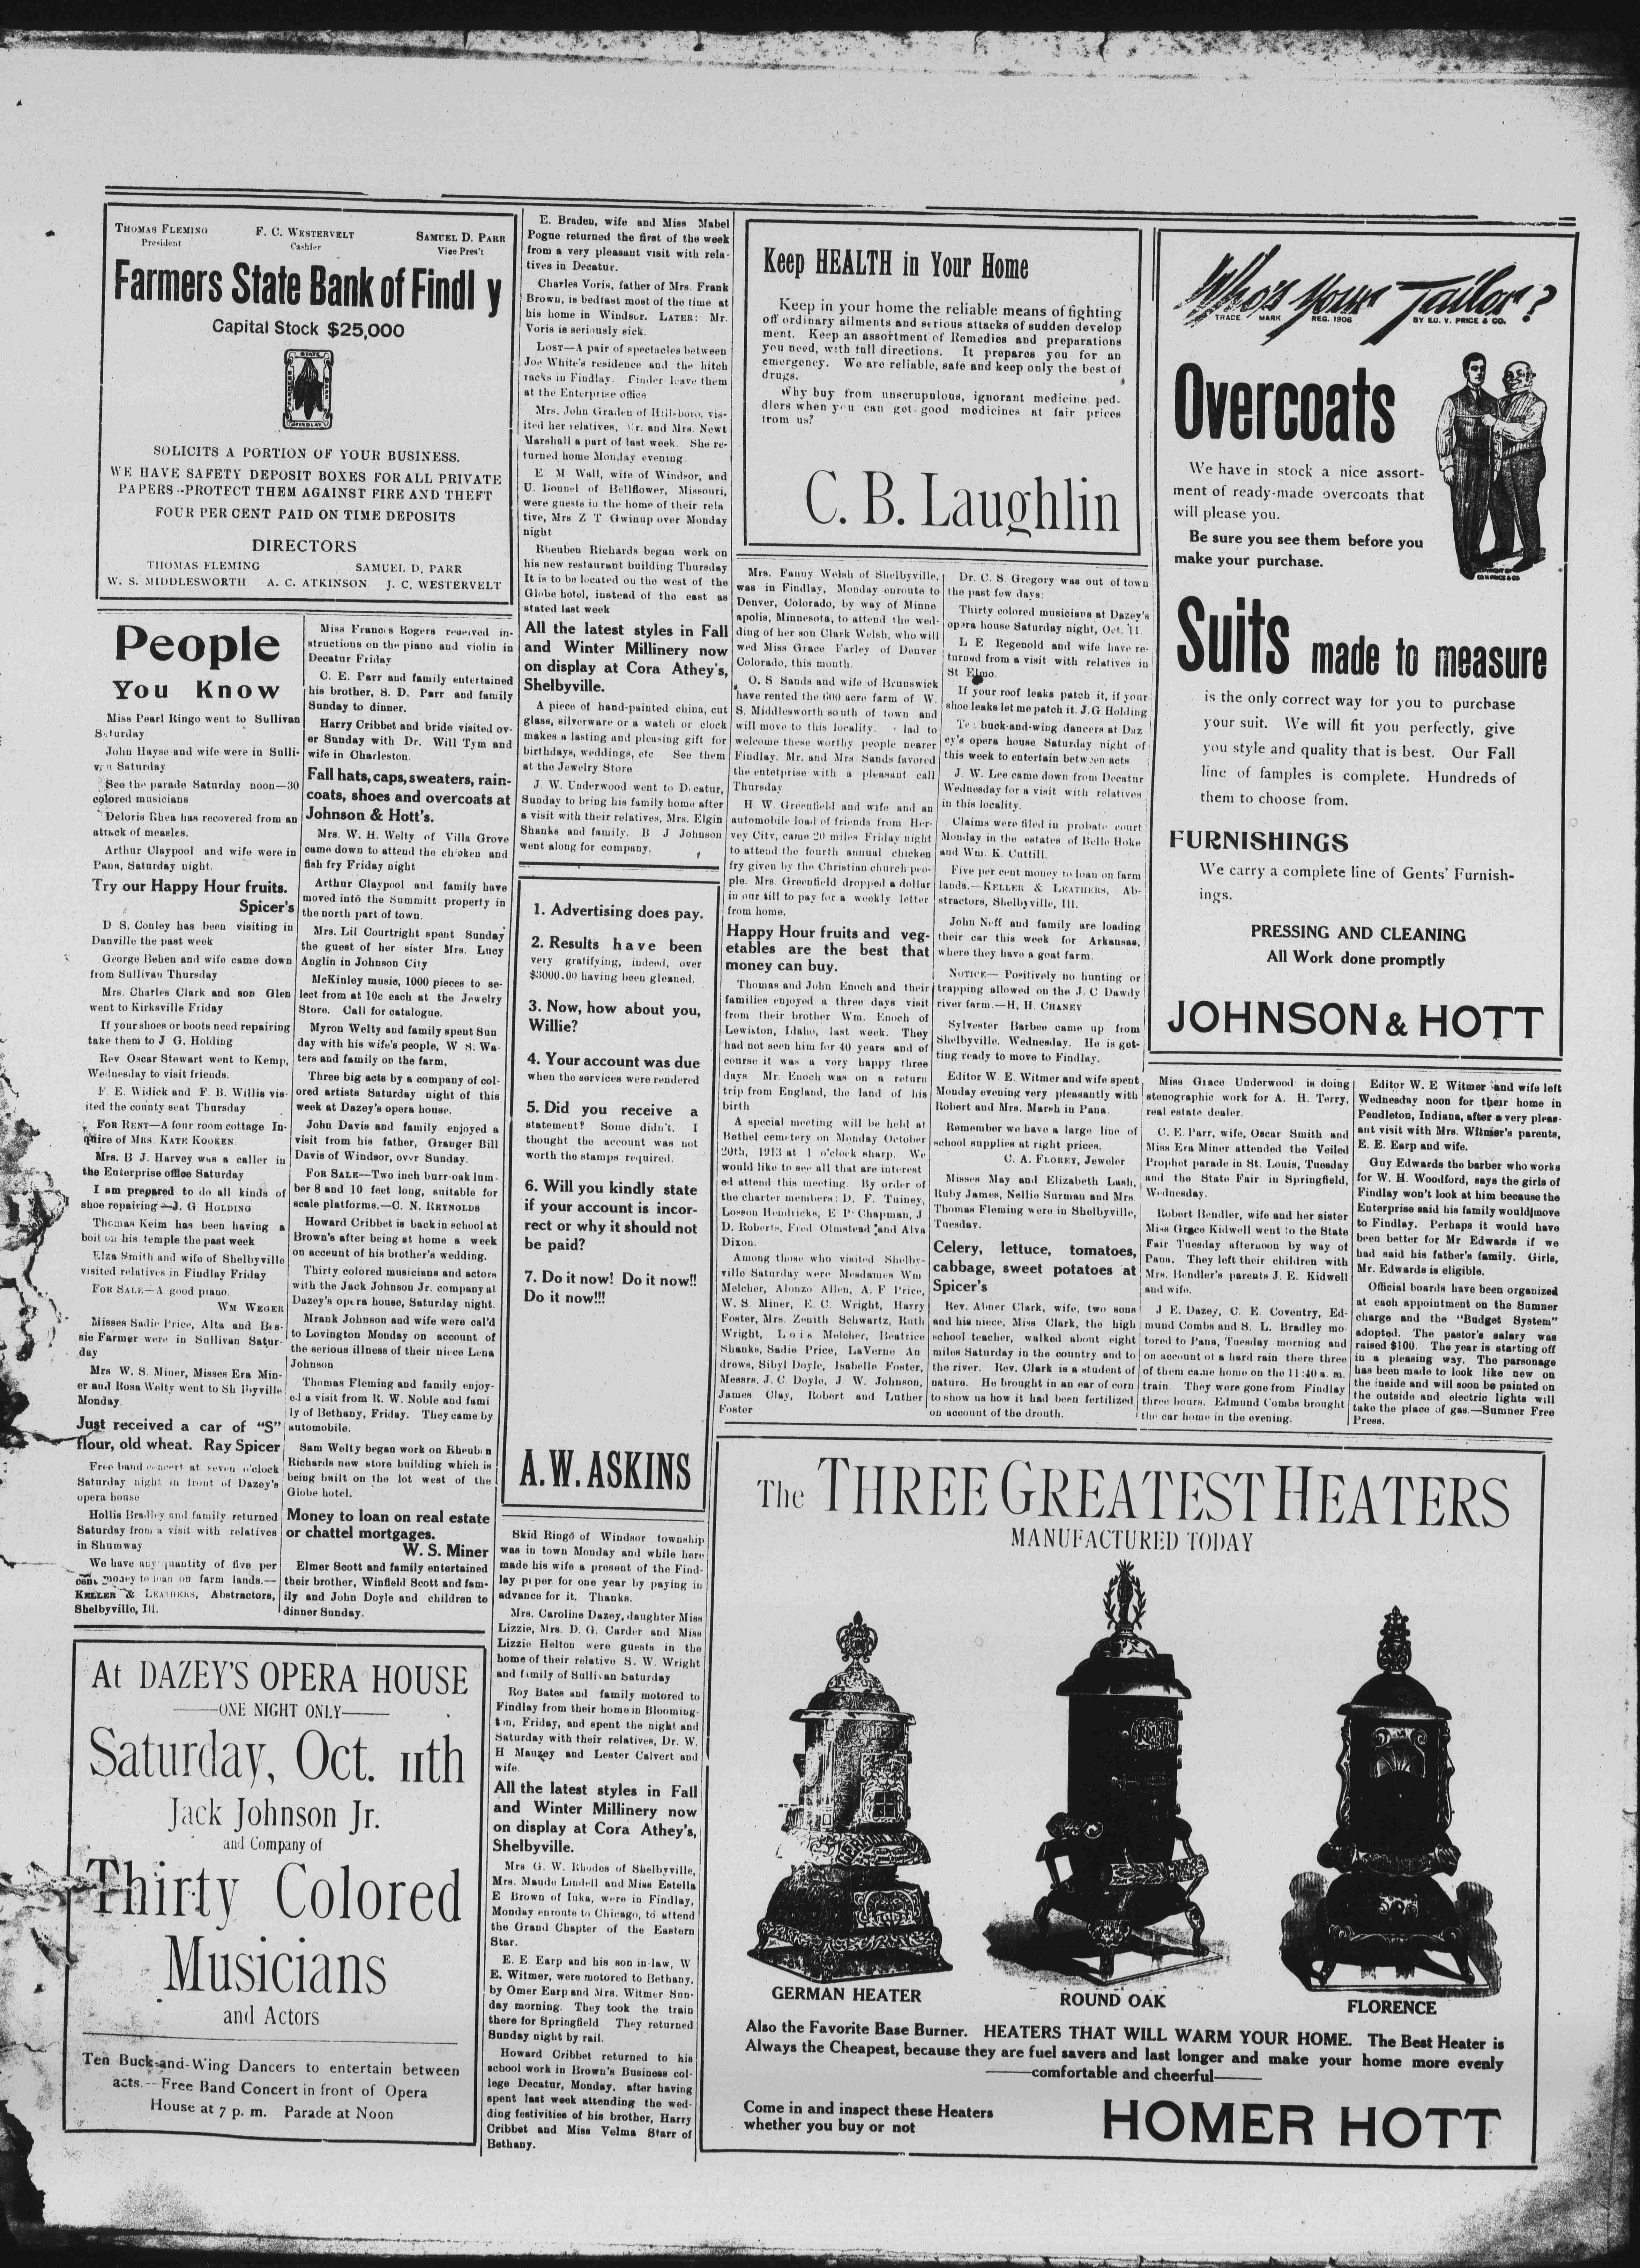 THOMAS FLEMING
President
F. C. WESTERVELT
Cashier
SAMUEL D. PARR
Vice Pres't
Farmers State Bank of Findl y
Capital Stock $25,000
STATE
FINDLAY
SOLICITS A PORTION OF YOUR BUSINESS.
WE HAVE SAFETY DEPOSIT BOXES FOR ALL PRIVATE
PAPERS--PROTECT THEM AGAINST FIRE AND THEFT
FOUR PER CENT PAID ON TIME DEPOSITS
DIRECTORS
THOMAS FLEMING SAMUEL D. PARR
W. S. MIDDLESWORTH A. C. ATKINSON J. C. WESTERVELT
People
You Know
Miss Pearl Ringo went to Sullivan
Saturday
John Hayse and wife were in Sulli-
van Saturday
See the parade Saturday noon—30
colored musicians
Deloris Rhea has recovered from an
attack of measles.
Arthur Claypool and wife were in
Pana, Saturday night.
Try our Happy Hour fruits.
Spicer's
D S. Conley has been visiting in
Danville the past week
George Behen and wife came down
from Sullivan Thursday
Mrs. Charles Clark and son Glen
went to Kirksville Friday
If your shoes or boots need repairing
take them to J G. Holding
Rev Oscar Stewart went to Kemp,
Wednesday to visit friends.
F. E. Widick and F. B. Willis vis-
ited the county seat Thursday
FOR RENT—A four room cottage In-
quire of MRS. KATE KOOKEN.
Mrs. B J. Harvey was a caller in
the Enterprise office Saturday
I am prepared to do all kinds of
shoe repairing—J. G HOLDING
Thomas Keim has been having a
boil on his temple the past week
Elza Smith and wife of Shelbyville
visited relatives in Findlay Friday
FOR SALE—A good piano.
WM WEGER
Misses Sadie Price, Alta and Bes-
sie Farmer were in Sullivan Satur-
day
Mrs W. S. Miner, Misses Era Min-
er and Rosa Welty went to Sh lbyville
Monday.
Just received a car of "S"
flour, old wheat. Ray Spicer
Free band concert at seven o'clock
Saturday night in front of Dazey's
opera house
Hollis Bradley and family returned
Saturday from a visit with relatives
in Shumway
We have any quantity of five per
cent money to loan on farm lands.—
KELLER & LEATHERS, Abstractors,
Shelbyville, Ill.
Miss Francis Rogers received in-
structions on the piano and violin in
Decatur Friday
C. E. Parr and family entertained
his brother, S. D. Parr and family
Sunday to dinner.
Harry Cribbet and bride visited ov-
er Sunday with Dr. Will Tym and
wife in Charleston.
Fall hats, caps, sweaters, rain-
coats, shoes and overcoats at
Johnson & Hott's.
Mrs. W. H. Welty of Villa Grove
came down to attend the chicken and
fish fry Friday night
Arthur Claypool and family have
moved into the Summitt property in
the north part of town.
Mrs. Lil Courtright spent Sunday
the guest of her sister Mrs. Lucy
Anglin in Johnson City
McKinley music, 1000 pieces to se-
lect from at 10c each at the Jewelry
Store. Call for catalogue.
Myron Welty and family spent Sun
day with his wife's people, W S. Wa-
ters and family on the farm.
Three big acts by a company of col-
ored artists Saturday night of this
week at Dazey's opera house.
John Davis and family enjoyed a
visit from his father, Granger Bill
Davis of Windsor, over Sunday.
FOR SALE—Two inch burr-oak lum-
ber 8 and 10 feet long, suitable for
scale platforms.—C. N. REYNOLDS
Howard Cribbet is back in school at
Brown's after being at home a week
on account of his brother's wedding.
Thirty colored musicians and actors
with the Jack Johnson Jr. company at
Dazey's opera house, Saturday night.
Mrank Johnson and wife were cal'd
to Lovington Monday on account of
the serious illness of their niece Lena
Johnson
Thomas Fleming and family enjoy-
ed a visit from R. W. Noble and fami
ly of Bethany, Friday. They came by
automobile.
Sam Welty began work on Rheuben
Richards new store building which is
being built on the lot west of the
Globe hotel.
Money to loan on real estate
or chattel mortgages.
W. S. Miner
Elmer Scott and family entertained
their brother, Winfield Scott and fam-
ily and John Doyle and children to
dinner Sunday.
At DAZEY'S OPERA HOUSE
ONE NIGHT ONLY
Saturday, Oct. 11th
Jack Johnson Jr.
and Company of
Thirty Colored
Musicians
and Actors
Ten Buck-and-Wing Dancers to entertain between
acts.--Free Band Concert in front of Opera
House at 7 p. m. Parade at Noon
E. Braden, wife and Miss Mabel
Pogue returned the first of the week
from a very pleasant visit with rela-
tives in Decatur.
Charles Voris, father of Mrs. Frank
Brown, is bedfast most of the time at
his home in Windsor. LATER: Mr.
Voris is seriously sick.
LOST—A pair of spectacles between
Joe White's residence and the hitch
racks in Findlay. Finder leave them
at the Enterprise office
Mrs. John Graden of Hillsboro, vis-
ited her relatives, Mr. and Mrs. Newt
Marshall a part of last week. She re-
turned home Monday evening
E M Wall, wife of Windsor, and
U. Bonnel of Bellflower, Missouri,
were guests in the home of their rela
tive, Mrs Z T Gwinup over Monday
night
Rheuben Richards began work on
his new restaurant building Thursday
It is to be located on the west of the
Globe hotel, instead of the east as
stated last week
All the latest styles in Fall
and Winter Millinery now
on display at Cora Athey's,
Shelbyville.
A piece of hand-painted china, cut
glass, silverware or a watch or clock
makes a lasting and pleasing gift for
birthdays, weddings, etc See them
at the Jewelry Store
J. W. Underwood went to Decatur,
Sunday to bring his family home after
a visit with their relatives, Mrs. Elgin
Shanks and family. B J Johnson
went along for company.
1. Advertising does pay.
2. Results have been
very gratifying, indeed, over
$3000.00 having been gleaned.
3. Now, how about you,
Willie?
4. Your account was due
when the services were rendered
5. Did you receive a
statement? Some didn't. I
thought the account was not
worth the stamps required.
6. Will you kindly state
if your account is incor-
rect or why it should not
be paid?
7. Do it now! Do it now!!
Do it now!!!
A. W. ASKINS
Skid Ringo of Windsor township
was in town Monday and while here
made his wife a present of the Find-
lay piper for one year by paying in
advance for it. Thanks.
Mrs. Caroline Dazey, daughter Miss
Lizzie, Mrs. D. G. Carder and Miss
Lizzie Helton were guests in the
home of their relative S. W. Wright
and family of Sullivan Saturday
Roy Bates and family motored to
Findlay from their home in Blooming-
ton, Friday, and spent the night and
Saturday with their relatives, Dr. W.
H Mauzey and Lester Calvert and
wife.
All the latest styles in Fall
and Winter Millinery now
on display at Cora Athey's,
Shelbyville.
Mrs G. W. Rhodes of Shelbyville,
Mrs. Maude Lindell and Miss Estella
E Brown of Iuka, were in Findlay,
Monday enroute to Chicago, to attend
the Grand Chapter of the Eastern
Star.
E. E. Earp and his son in-law, W
E. Witmer, were motored to Bethany,
by Omer Earp and Mrs. Witmer Sun-
day morning. They took the train
there for Springfield They returned
Sunday night by rail.
Howard Cribbet returned to his
school work in Brown's Business col-
lege Decatur, Monday, after having
spent last week attending the wed-
ding festivities of his brother, Harry
Cribbet and Miss Velma Starr of
Bethany.
Keep HEALTH in Your Home
Keep in your home the reliable means of fighting
off ordinary ailments and serious attacks of sudden develop
ment. Keep an assortment of Remedies and preparations
you need, with full directions. It prepares you for an
emergency. We are reliable, safe and keep only the best of
drugs.
Why buy from unscrupulous, ignorant medicine ped-
dlers when you can get good medicines at fair prices
from us?
C. B. Laughlin
Mrs. Fanny Welsh of Shelbyville,
was in Findlay, Monday enroute to
Denver, Colorado, by way of Minne
apolis, Minnesota, to attend the wed-
ding of her son Clark Welsh, who will
wed Miss Grace Farley of Denver
Colorado, this month.
O. S Sands and wife of Brunswick
have rented the 600 acre farm of W.
S. Middlesworth south of town and
will move to this locality. lad to
welcome these worthy people nearer
Findlay. Mr. and Mrs Sands favored
the entetprise with a pleasant call
Thursday
H. W. Greenfield and wife and an
automobile load of friends from Her-
vey City, came 20 miles Friday night
to attend the fourth annual chicken
fry given by the Christian church peo-
ple. Mrs. Greenfield dropped a dollar
in our till to pay for a weekly letter
from home.
Happy Hour fruits and veg-
etables are the best that
money can buy.
Thomas and John Enoch and their
families enjoyed a three days visit
from their brother Wm. Enoch of
Lewiston, Idaho, last week. They
had not seen him for 40 years and of
course it was a very happy three
days Mr. Enoch was on a return
trip from England, the land of his
birth
A special meeting will be held at
Bethel cemetery on Monday October
20th, 1913 at 1 o'clock sharp. We
would like to see all that are interest
ed attend this meeting. By order of
the charter members: D. F. Tuiney,
Losson Hendricks, E P Chapman, J
D. Roberts, Fred Olmstead and Alva
Dixon.
Among those who visited Shelby-
ville Saturday were Mesdames Wm
Melcher, Alonzo Allen, A. F Price,
W. S. Miner, E. C. Wright, Harry
Foster, Mrs. Zenith Schwartz, Ruth
Wright, Lois Melcher, Beatrice
Shanks, Sadie Price, LaVerne An
drews, Sibyl Doyle, Isabelle Foster,
Messrs. J. C. Doyle, J W. Johnson,
James Clay, Robert and Luther
Foster
Dr. C. S. Gregory was out of town
the past few days.
Thirty colored musicians at Dazey's
opera house Saturday night, Oct. 11.
L E Regenold and wife have re-
turned from a visit with relatives in
St Elmo.
If your roof leaks patch it, if your
shoe leaks let me patch it. J.G Holding
Te: buck-and-wing dancers at Daz
ey's opera house Saturday night of
this week to entertain between acts
J. W. Lee came down from Decatur
Wednesday for a visit with relatives
in this locality.
Claims were filed in probate court
Monday in the estates of Belle Hoke
and Wm. K. Cuttill.
Five per cent money to loan on farm
lands.—KELLER & LEATHERS, Ab-
stractors, Shelbyville, Ill.
John Neff and family are loading
their car this week for Arkansas,
where they have a goat farm.
NOTICE— Positively no hunting or
trapping allowed on the J. C Dawdy
river farm.—H, H. CHANEY
Sylvester Barbee came up from
Shelbyville. Wednesday. He is get-
ting ready to move to Findlay.
Editor W. E. Witmer and wife spent
Monday evening very pleasantly with
Robert and Mrs. Marsh in Pana.
Remember we have a large line of
school supplies at right prices.
C. A. FLOREY, Jeweler
Misses May and Elizabeth Lash,
Ruby James, Nellie Surman and Mrs
Thomas Fleming were in Shelbyville,
Tuesday.
Celery, lettuce, tomatoes,
cabbage, sweet potatoes at
Spicer's
Rev. Abner Clark, wife, two sons
and his niece, Miss Clark, the high
school teacher, walked about eight
miles Saturday in the country and to
the river. Rev. Clark is a student of
nature. He brought in an ear of corn
to show us how it had been fertilized
on account of the drouth.
Who's Your Tailor?
TRADE MARK REG. 1906 BY ED. V. PRICE & CO.
Overcoats
We have in stock a nice assort-
ment of ready-made overcoats that
will please you.
Be sure you see them before you
make your purchase.
Suits made to measure
is the only correct way for you to purchase
your suit. We will fit you perfectly, give
you style and quality that is best. Our Fall
line of famples is complete. Hundreds of
them to choose from.
FURNISHINGS
We carry a complete line of Gents' Furnish-
ings.
PRESSING AND CLEANING
All Work done promptly
JOHNSON & HOTT
Miss Grace Underwood is doing
stenographic work for A. H. Terry,
real estate dealer.
C. E. Parr, wife, Oscar Smith and
Miss Era Miner attended the Veiled
Prophet parade in St. Louis, Tuesday
and the State Fair in Springfield,
Wednesday.
Robert Bendler, wife and her sister
Miss Grace Kidwell went to the State
Fair Tuesday afternoon by way of
Pana. They left their children with
Mrs. Bendler's parents J. E. Kidwell
and wife.
J E. Dazey, C. E. Coventry, Ed-
mund Combs and S. L. Bradley mo-
tored to Pana, Tuesday morning and
on account of a hard rain there three
of them came home on the 11:40 a. m.
train. They were gone from Findlay
three hours. Edmund Combs brought
the car home in the evening.
Editor W. E Witmer and wife left
Wednesday noon for their home in
Pendleton, Indiana, after a very pleas-
ant visit with Mrs. Witmer's parents,
E. E. Earp and wife.
Guy Edwards the barber who works
for W. H. Woodford, says the girls of
Findlay won't look at him because the
Enterprise said his family would move
to Findlay. Perhaps it would have
been better for Mr Edwards if we
had said his father's family. Girls,
Mr. Edwards is eligible.
Official boards have been organized
at each appointment on the Sumner
charge and the "Budget System"
adopted. The pastor's salary was
raised $100. The year is starting off
in a pleasing way. The parsonage
has been made to look like new on
the inside and will soon be painted on
the outside and electric lights will
take the place of gas.—Sumner Free
Press.
The THREE GREATEST HEATERS
MANUFACTURED TODAY
GERMAN HEATER
ROUND OAK
FLORENCE
Also the Favorite Base Burner. HEATERS THAT WILL WARM YOUR HOME. The Best Heater is
Always the Cheapest, because they are fuel savers and last longer and make your home more evenly
comfortable and cheerful
Come in and inspect these Heaters
whether you buy or not
HOMER HOTT